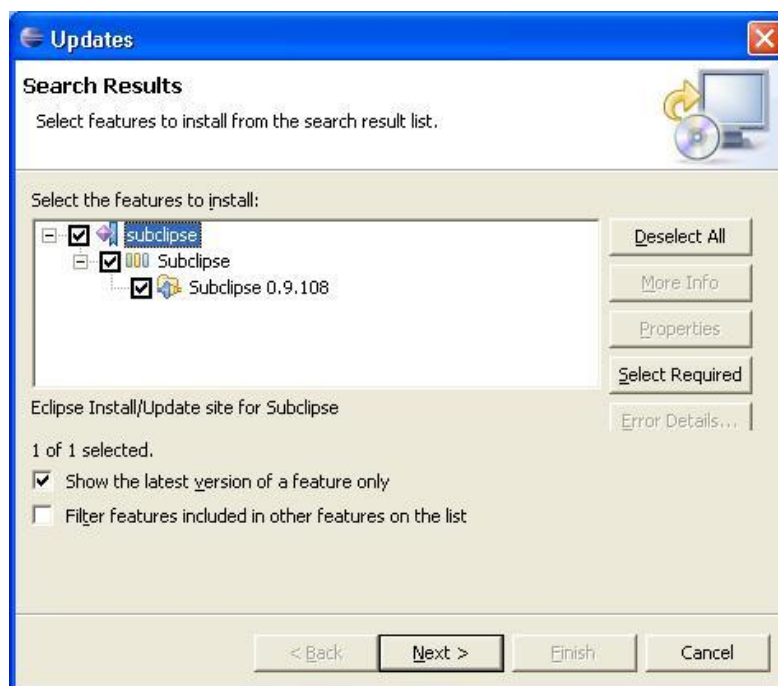 Updates
Search Results
Select features to install from the search result list.
Select the features to install:
subclipse
Subclipse
Subclipse 0.9.108
Deselect All
More Info
Properties
Select Required
Error Details...
Eclipse Install/Update site for Subclipse
1 of 1 selected.
Show the latest version of a feature only
Filter features included in other features on the list
< Back
Next >
Finish
Cancel